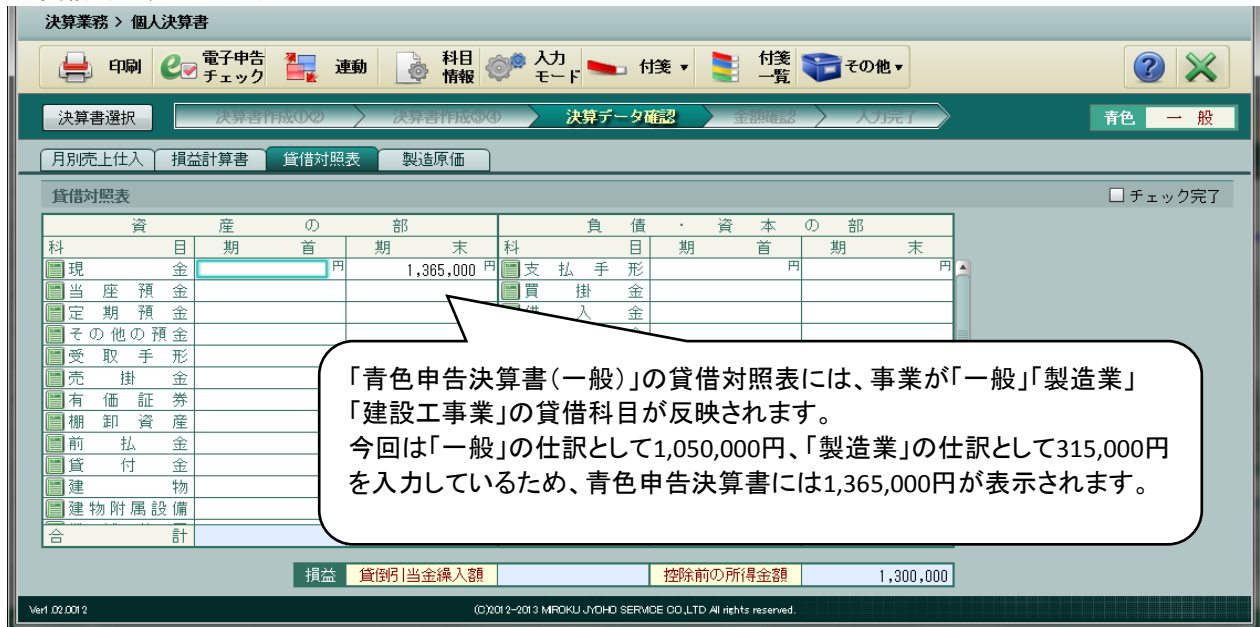 決算業務 > 個人決算書
印刷 電子申告チェック 連動 科目情報 入力モード 付箋▼ 付箋一覧 その他▼
決算書選択 決算書作成①② 決算書作成③④ 決算データ確認 金額確認 入力完了 青色 一般
月別売上仕入 損益計算書 貸借対照表 製造原価
貸借対照表 チェック完了
資産の部 負債・資本の部
科目 期首 期末 科目 期首 期末
現金 円 1,365,000 円 支払手形 円 円
当座預金 買掛金
定期預金 借入金
その他の預金
受取手形
売掛金
有価証券
棚卸資産
前払金
貸付金
建物
建物附属設備
合計
「青色申告決算書(一般)」の貸借対照表には、事業が「一般」「製造業」
「建設工事業」の貸借科目が反映されます。
今回は「一般」の仕訳として1,050,000円、「製造業」の仕訳として315,000円
を入力しているため、青色申告決算書には1,365,000円が表示されます。
損益 貸倒引当金繰入額 控除前の所得金額 1,300,000
Ver1.02.0012 (C)2012-2013 MIROKU JYOHO SERVICE CO.,LTD All rights reserved.